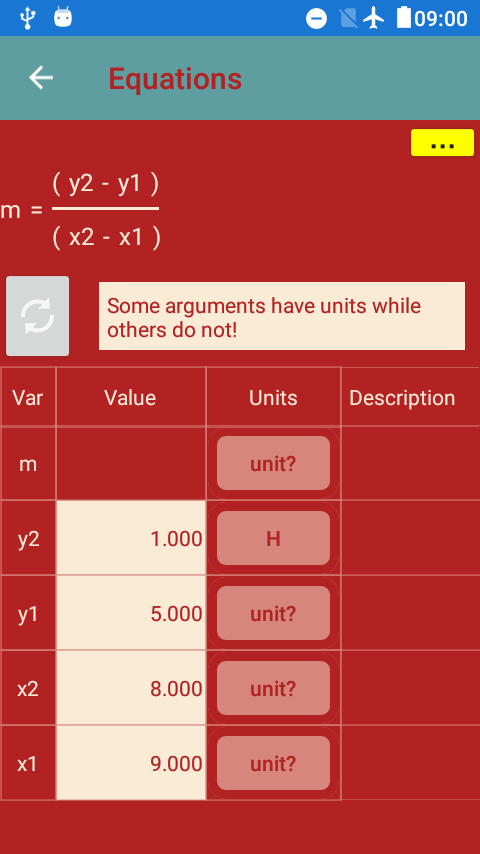 09:00
Equations
...
( y2 - y1 )
m =
( x2 - x1 )
Some arguments have units while
others do not!
Var Value Units Description
m unit?
y2 1.000 H
y1 5.000 unit?
x2 8.000 unit?
x1 9.000 unit?